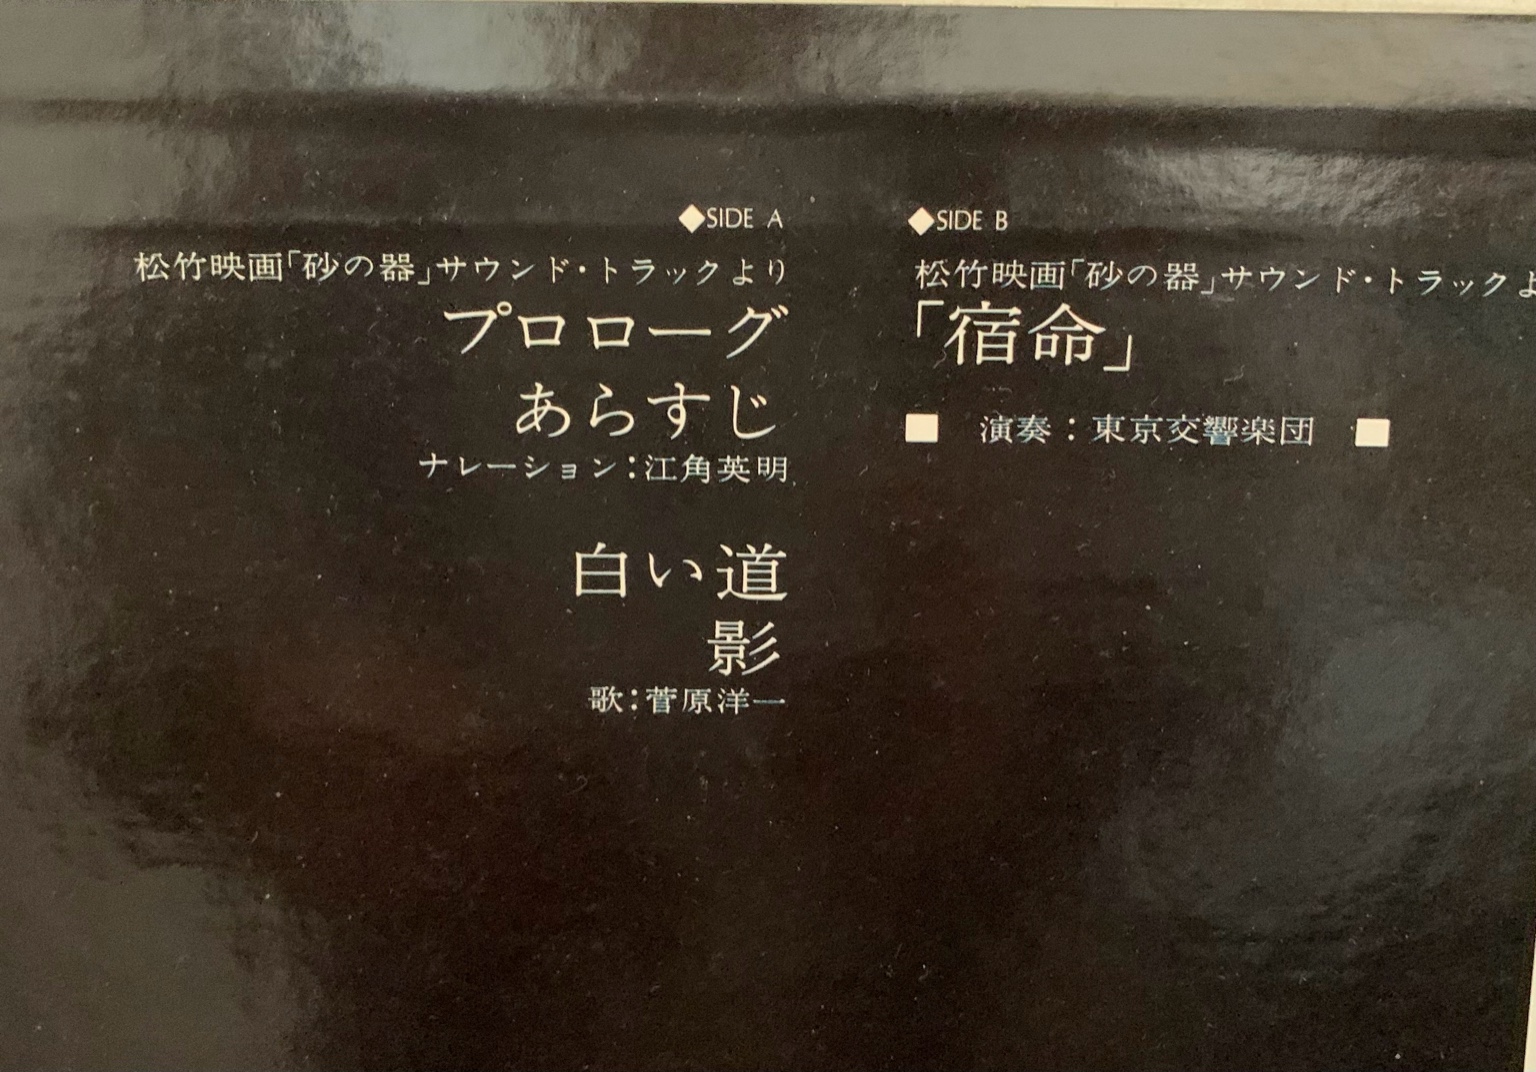 ◆SIDE A
松竹映画「砂の器」サウンド・トラックより
プロローグ
あらすじ
ナレーション:江角英明
白い道
影
歌:菅原洋一
◆SIDE B
松竹映画「砂の器」サウンド・トラックよ
「宿命」
■ 演奏:東京交響楽団 ■